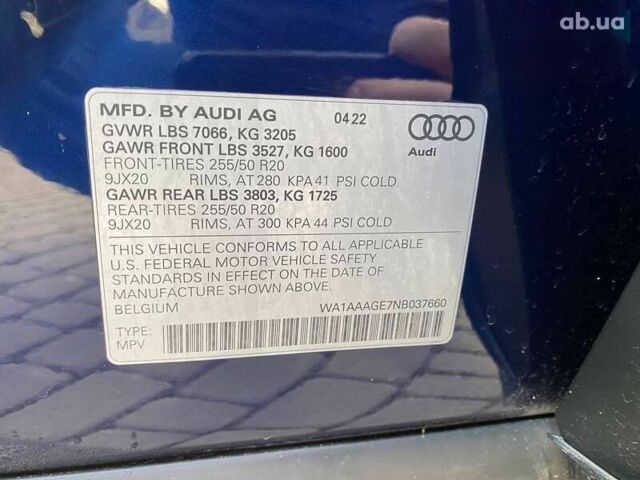 ab.ua
MFD. BY AUDI AG 04 22
GVWR LBS 7066, KG 3205
GAWR FRONT LBS 3527, KG 1600
FRONT-TIRES 255/50 R20
9JX20 RIMS, AT 280 KPA 41 PSI COLD
GAWR REAR LBS 3803, KG 1725
REAR-TIRES 255/50 R20
9JX20 RIMS, AT 300 KPA 44 PSI COLD
Audi
THIS VEHICLE CONFORMS TO ALL APPLICABLE
U.S. FEDERAL MOTOR VEHICLE SAFETY
STANDARDS IN EFFECT ON THE DATE OF
MANUFACTURE SHOWN ABOVE.
BELGIUM WA1AAAGE7NB037660
TYPE:
MPV